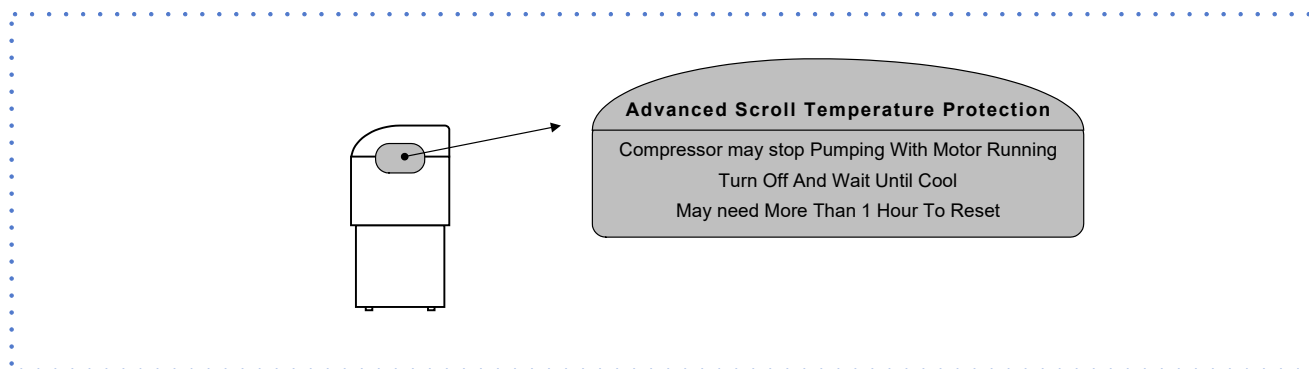 Advanced Scroll Temperature Protection
Compressor may stop Pumping With Motor Running
Turn Off And Wait Until Cool
May need More Than 1 Hour To Reset